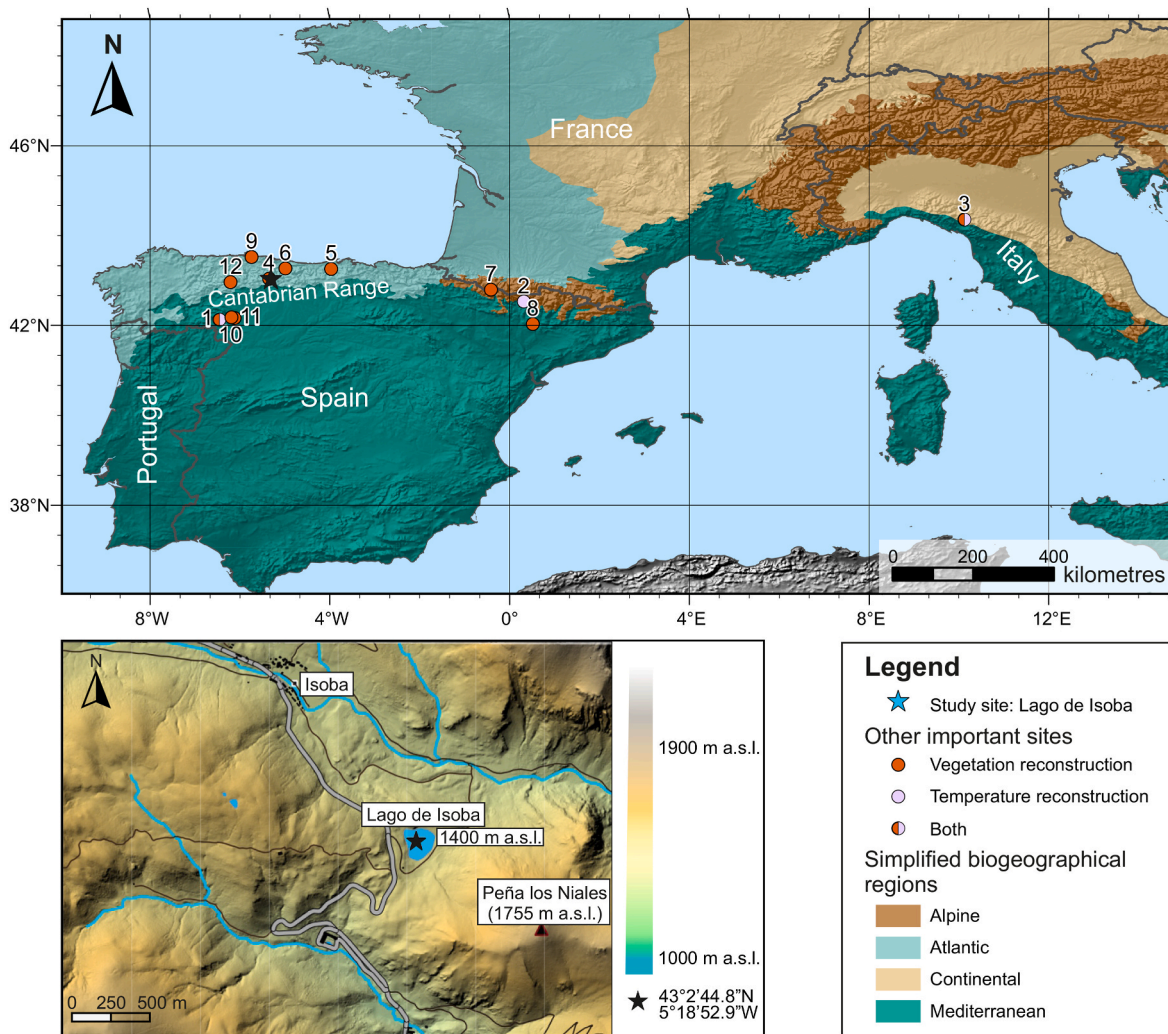 N
46°N
42°N
38°N
France
Italy
Cantabrian Range
Spain
Portugal
9
6
5
4
12
1
11
10
7
2
8
3
0 200 400
kilometres
8°W 4°W 0° 4°E 8°E 12°E
N
Isoba
Lago de Isoba
1400 m a.s.l.
Peña los Niales
(1755 m a.s.l.)
0 250 500 m
1900 m a.s.l.
1000 m a.s.l.
43°2'44.8"N
5°18'52.9"W
Legend
Study site: Lago de Isoba
Other important sites
Vegetation reconstruction
Temperature reconstruction
Both
Simplified biogeographical
regions
Alpine
Atlantic
Continental
Mediterranean